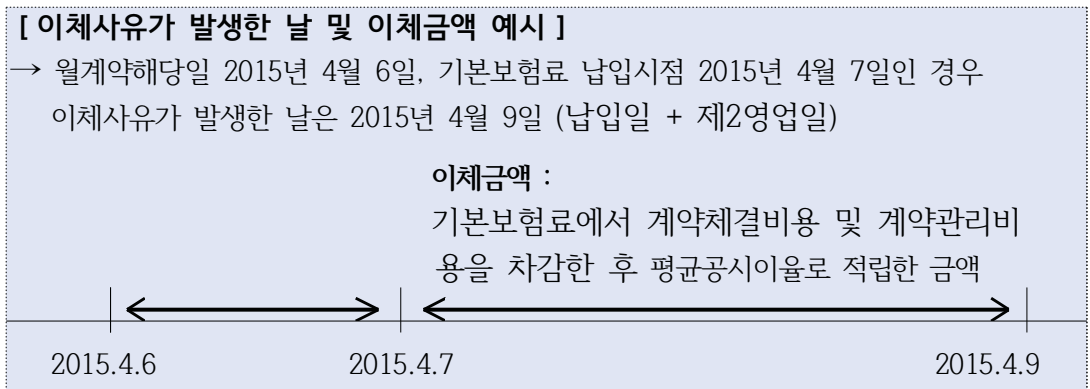 [ 이체사유가 발생한 날 및 이체금액 예시 ]
→ 월계약해당일 2015년 4월 6일, 기본보험료 납입시점 2015년 4월 7일인 경우
이체사유가 발생한 날은 2015년 4월 9일 (납입일 + 제2영업일)
이체금액 :
기본보험료에서 계약체결비용 및 계약관리비
용을 차감한 후 평균공시이율로 적립한 금액
2015.4.6 2015.4.7 2015.4.9